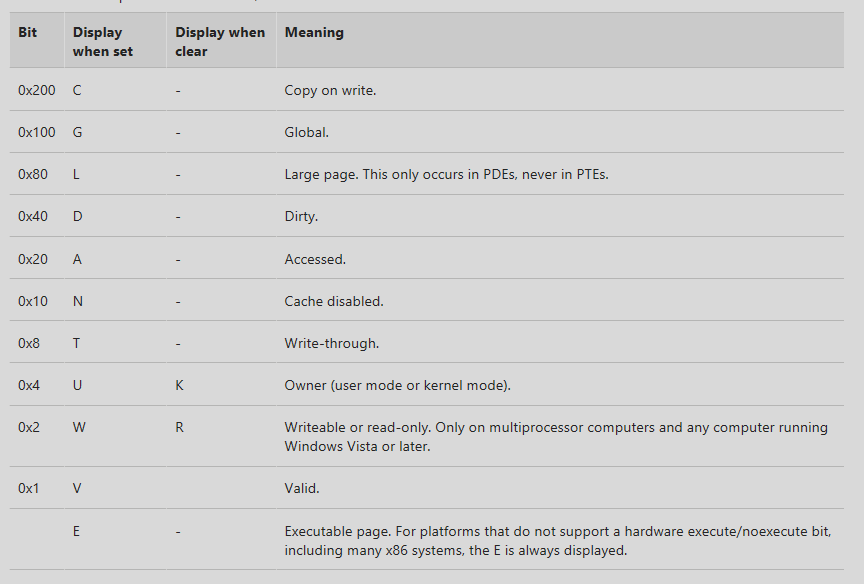 Bit Display when set Display when clear Meaning
0x200 C - Copy on write.
0x100 G - Global.
0x80 L - Large page. This only occurs in PDEs, never in PTEs.
0x40 D - Dirty.
0x20 A - Accessed.
0x10 N - Cache disabled.
0x8 T - Write-through.
0x4 U K Owner (user mode or kernel mode).
0x2 W R Writeable or read-only. Only on multiprocessor computers and any computer running
Windows Vista or later.
0x1 V Valid.
E - Executable page. For platforms that do not support a hardware execute/noexecute bit,
including many x86 systems, the E is always displayed.